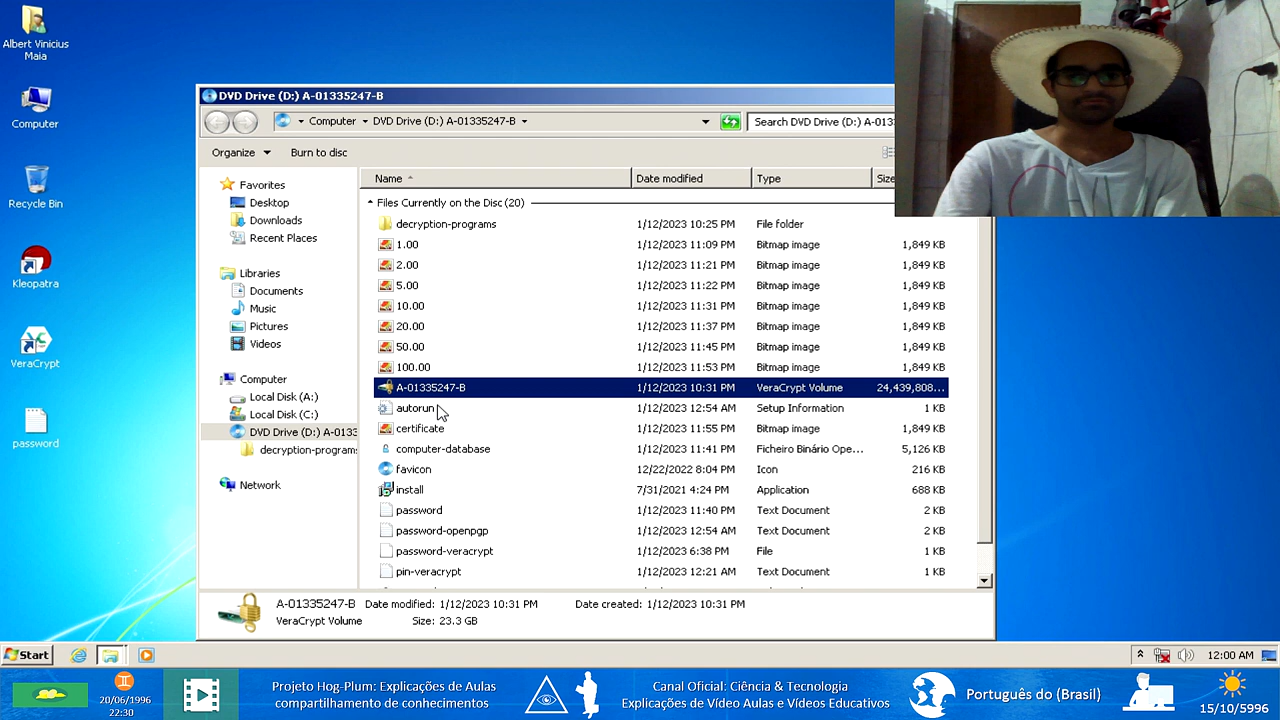 Albert Vinicius
Maia
Computer
Recycle Bin
Kleopatra
VeraCrypt
password
DVD Drive (D:) A-01335247-B
Computer DVD Drive (D:) A-01335247-B
Search DVD Drive (D:) A-013
Organize Burn to disc
Favorites
Desktop
Downloads
Recent Places
Libraries
Documents
Music
Pictures
Videos
Computer
Local Disk (A:)
Local Disk (C:)
DVD Drive (D:) A-0133
decryption-programs
Network
Name Date modified Type Size
Files Currently on the Disc (20)
decryption-programs 1/12/2023 10:25 PM File folder
1.00 1/12/2023 11:09 PM Bitmap image 1,849 KB
2.00 1/12/2023 11:21 PM Bitmap image 1,849 KB
5.00 1/12/2023 11:22 PM Bitmap image 1,849 KB
10.00 1/12/2023 11:31 PM Bitmap image 1,849 KB
20.00 1/12/2023 11:37 PM Bitmap image 1,849 KB
50.00 1/12/2023 11:45 PM Bitmap image 1,849 KB
100.00 1/12/2023 11:53 PM Bitmap image 1,849 KB
A-01335247-B 1/12/2023 10:31 PM VeraCrypt Volume 24,439,808...
autorun 1/12/2023 12:54 AM Setup Information 1 KB
certificate 1/12/2023 11:55 PM Bitmap image 1,849 KB
computer-database 1/12/2023 11:41 PM Ficheiro Binário Ope... 5,126 KB
favicon 12/22/2022 8:04 PM Icon 216 KB
install 7/31/2021 4:24 PM Application 688 KB
password 1/12/2023 11:40 PM Text Document 2 KB
password-openpgp 1/12/2023 12:54 AM Text Document 2 KB
password-veracrypt 1/12/2023 6:38 PM File 1 KB
pin-veracrypt 1/12/2023 12:21 AM Text Document 1 KB
A-01335247-B Date modified: 1/12/2023 10:31 PM Date created: 1/12/2023 10:31 PM
VeraCrypt Volume Size: 23.3 GB
Start 12:00 AM
20/06/1996
22:30
Projeto Hog-Plum: Explicações de Aulas
compartilhamento de conhecimentos
Canal Oficial: Ciência & Tecnologia
Explicações de Vídeo Aulas e Vídeos Educativos
Português do (Brasil)
15/10/5996